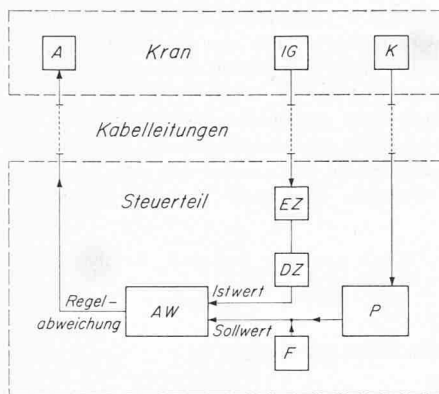 A
Kran
IG
K
Kabelleitungen
Steuerteil
EZ
DZ
Istwert
Regel-
abweichung
AW
P
Sollwert
F